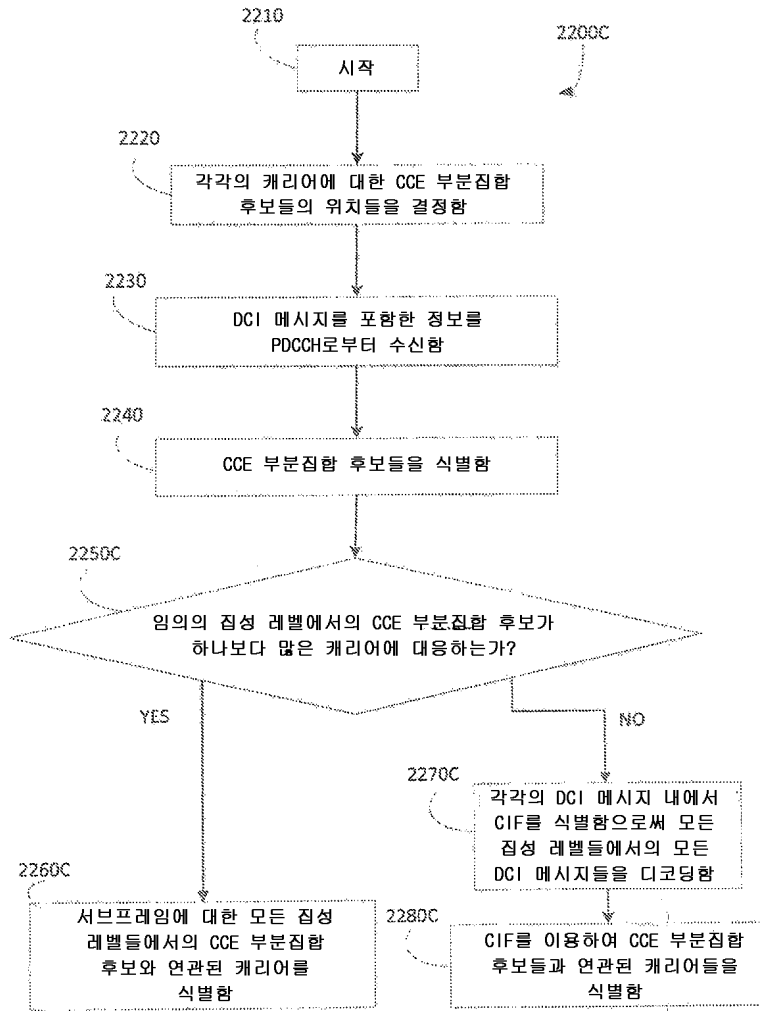 2210
2200C
시작
2220
각각의 캐리어에 대한 CCE 부분집합
후보들의 위치들을 결정함
2230
DCI 메시지를 포함한 정보를
PDCCH로부터 수신함
2240
CCE 부분집합 후보들을 식별함
2250C
임의의 집성 레벨에서의 CCE 부분집합 후보가
하나보다 많은 캐리어에 대응하는가?
YES
NO
2270C
각각의 DCI 메시지 내에서
CIF를 식별함으로써 모든
집성 레벨들에서의 모든
DCI 메시지들을 디코딩함
2260C
서브프레임에 대한 모든 집성
레벨들에서의 CCE 부분집합
후보와 연관된 캐리어를
식별함
2280C
CIF를 이용하여 CCE 부분집합
후보들과 연관된 캐리어들을
식별함